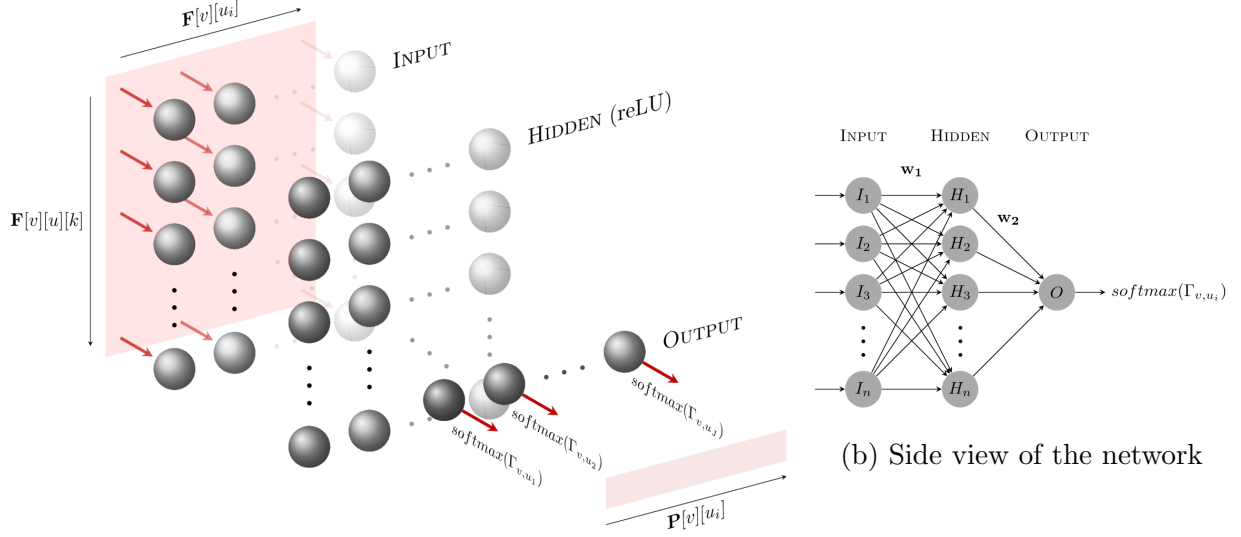 F[v][u_i]
INPUT
HIDDEN (reLU)
F[v][u][k]
OUTPUT
softmax(Γ_{v,u_1})
softmax(Γ_{v,u_2})
softmax(Γ_{v,u_J})
P[v][u_i]
INPUT HIDDEN OUTPUT
w_1
I_1 H_1
w_2
I_2 H_2
I_3 H_3 O softmax(Γ_{v,u_i})
I_n H_n
(b) Side view of the network